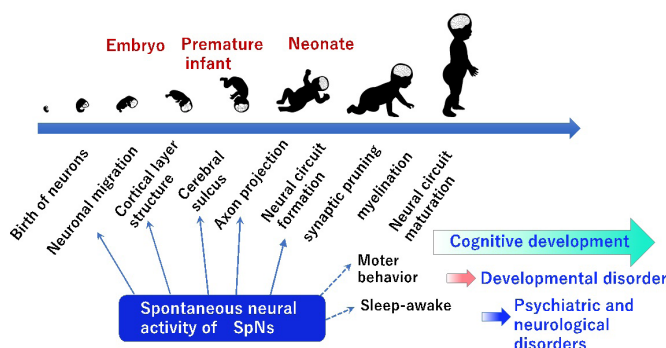 Embryo
Premature
infant
Neonate
Birth of neurons
Neuronal migration
Cortical layer
structure
Cerebral
sulcus
Axon projection
Neural circuit
formation
synaptic pruning
myelination
Neural circuit
maturation
Cognitive development
Moter
behavior
Developmental disorder
Sleep-awake
Spontaneous neural
activity of SpNs
Psychiatric and
neurological
disorders